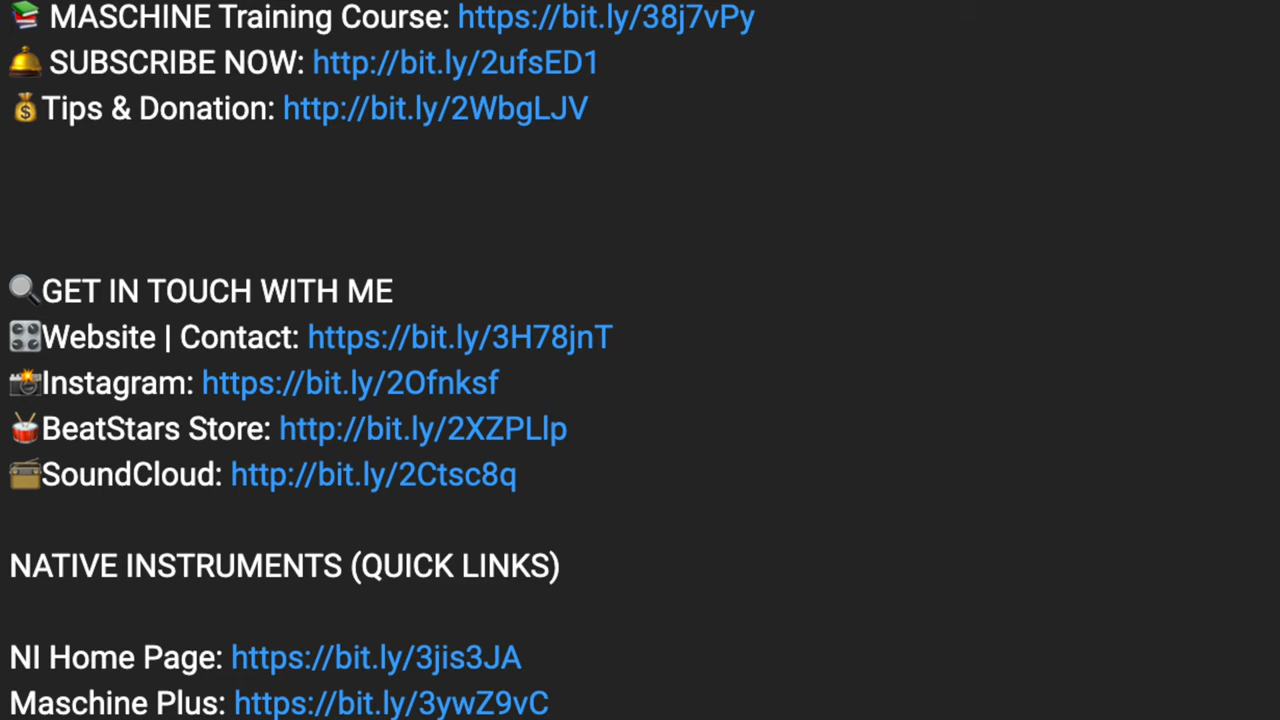 📚 MASCHINE Training Course: https://bit.ly/38j7vPy
🛎 SUBSCRIBE NOW: http://bit.ly/2ufsED1
💰Tips & Donation: http://bit.ly/2WbgLJV
🔍GET IN TOUCH WITH ME
🎛Website | Contact: https://bit.ly/3H78jnT
📸Instagram: https://bit.ly/2Ofnksf
🥁BeatStars Store: http://bit.ly/2XZPLlp
📻SoundCloud: http://bit.ly/2Ctsc8q
NATIVE INSTRUMENTS (QUICK LINKS)
NI Home Page: https://bit.ly/3jis3JA
Maschine Plus: https://bit.ly/3ywZ9vC